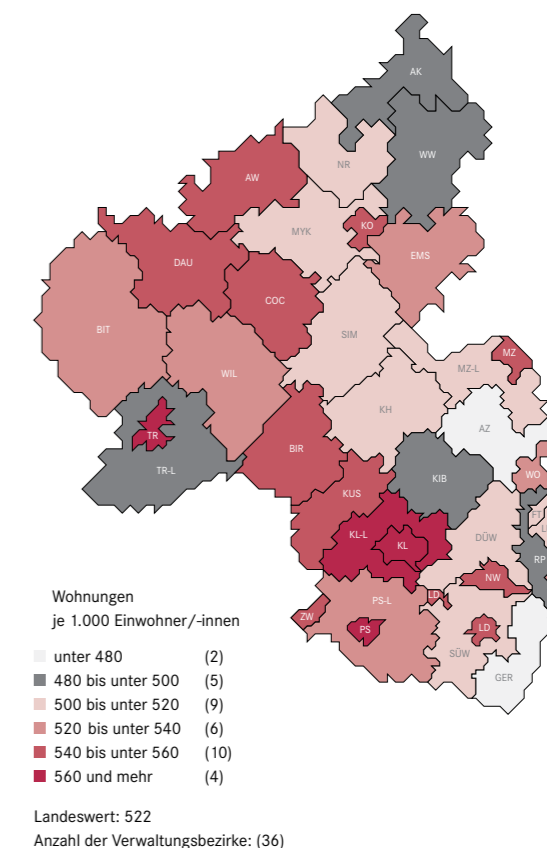 AK
NR
WW
AW
MYK
KO
EMS
DAU
COC
BIT
SIM
WIL
MZ
MZ-L
KH
AZ
TR
BIR
TR-L
KIB
WO
KUS
FT
L
KL-L
KL
DÜW
RP
NW
LD
PS-L
ZW
PS
LD
SÜW
GER
Wohnungen
je 1.000 Einwohner/-innen
unter 480 (2)
480 bis unter 500 (5)
500 bis unter 520 (9)
520 bis unter 540 (6)
540 bis unter 560 (10)
560 und mehr (4)
Landeswert: 522
Anzahl der Verwaltungsbezirke: (36)